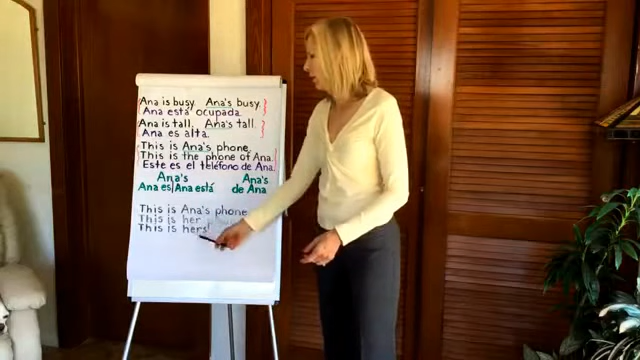 Ana is busy. Ana's busy.
Ana está ocupada.
Ana is tall. Ana's tall.
Ana es alta.
This is Ana's phone.
This is the phone of Ana.
Este es el teléfono de Ana.
Ana's Ana's
Ana es|Ana está de Ana
This is Ana's phone
This is her
This is hers